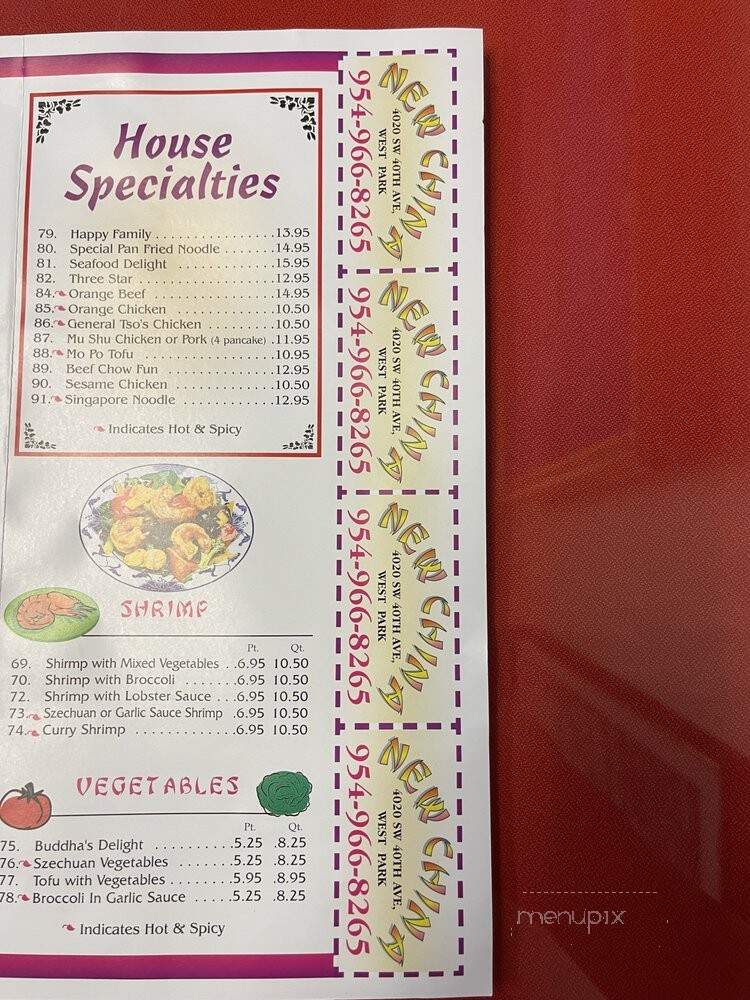 House
Specialties
79. Happy Family . . . . . . . . . . . . . . .13.95
80. Special Pan Fried Noodle . . . . . . .14.95
81. Seafood Delight . . . . . . . . . . . . . .15.95
82. Three Star . . . . . . . . . . . . . . . . .12.95
84. Orange Beef . . . . . . . . . . . . . . . .14.95
85. Orange Chicken . . . . . . . . . . . . . .10.50
86. General Tso's Chicken . . . . . . . . . .10.50
87. Mu Shu Chicken or Pork (4 pancake) .11.95
88. Mo Po Tofu . . . . . . . . . . . . . . . .10.95
89. Beef Chow Fun . . . . . . . . . . . . . .12.95
90. Sesame Chicken . . . . . . . . . . . . .10.50
91. Singapore Noodle . . . . . . . . . . . .12.95
Indicates Hot & Spicy
SHRIMP
Pt. Qt.
69. Shirmp with Mixed Vegetables . .6.95 10.50
70. Shrimp with Broccoli . . . . . . .6.95 10.50
72. Shrimp with Lobster Sauce . . .6.95 10.50
73. Szechuan or Garlic Sauce Shrimp .6.95 10.50
74. Curry Shrimp . . . . . . . . . . . .6.95 10.50
VEGETABLES
Pt. Qt.
75. Buddha's Delight . . . . . . . . . .5.25 .8.25
76. Szechuan Vegetables . . . . . . .5.25 .8.25
77. Tofu with Vegetables . . . . . . . .5.95 .8.95
78. Broccoli In Garlic Sauce . . . . .5.25 .8.25
Indicates Hot & Spicy
NEW CHINA
4020 SW 40TH AVE,
WEST PARK
954-966-8265
NEW CHINA
4020 SW 40TH AVE,
WEST PARK
954-966-8265
NEW CHINA
4020 SW 40TH AVE,
WEST PARK
954-966-8265
NEW CHINA
4020 SW 40TH AVE,
WEST PARK
954-966-8265
menupix